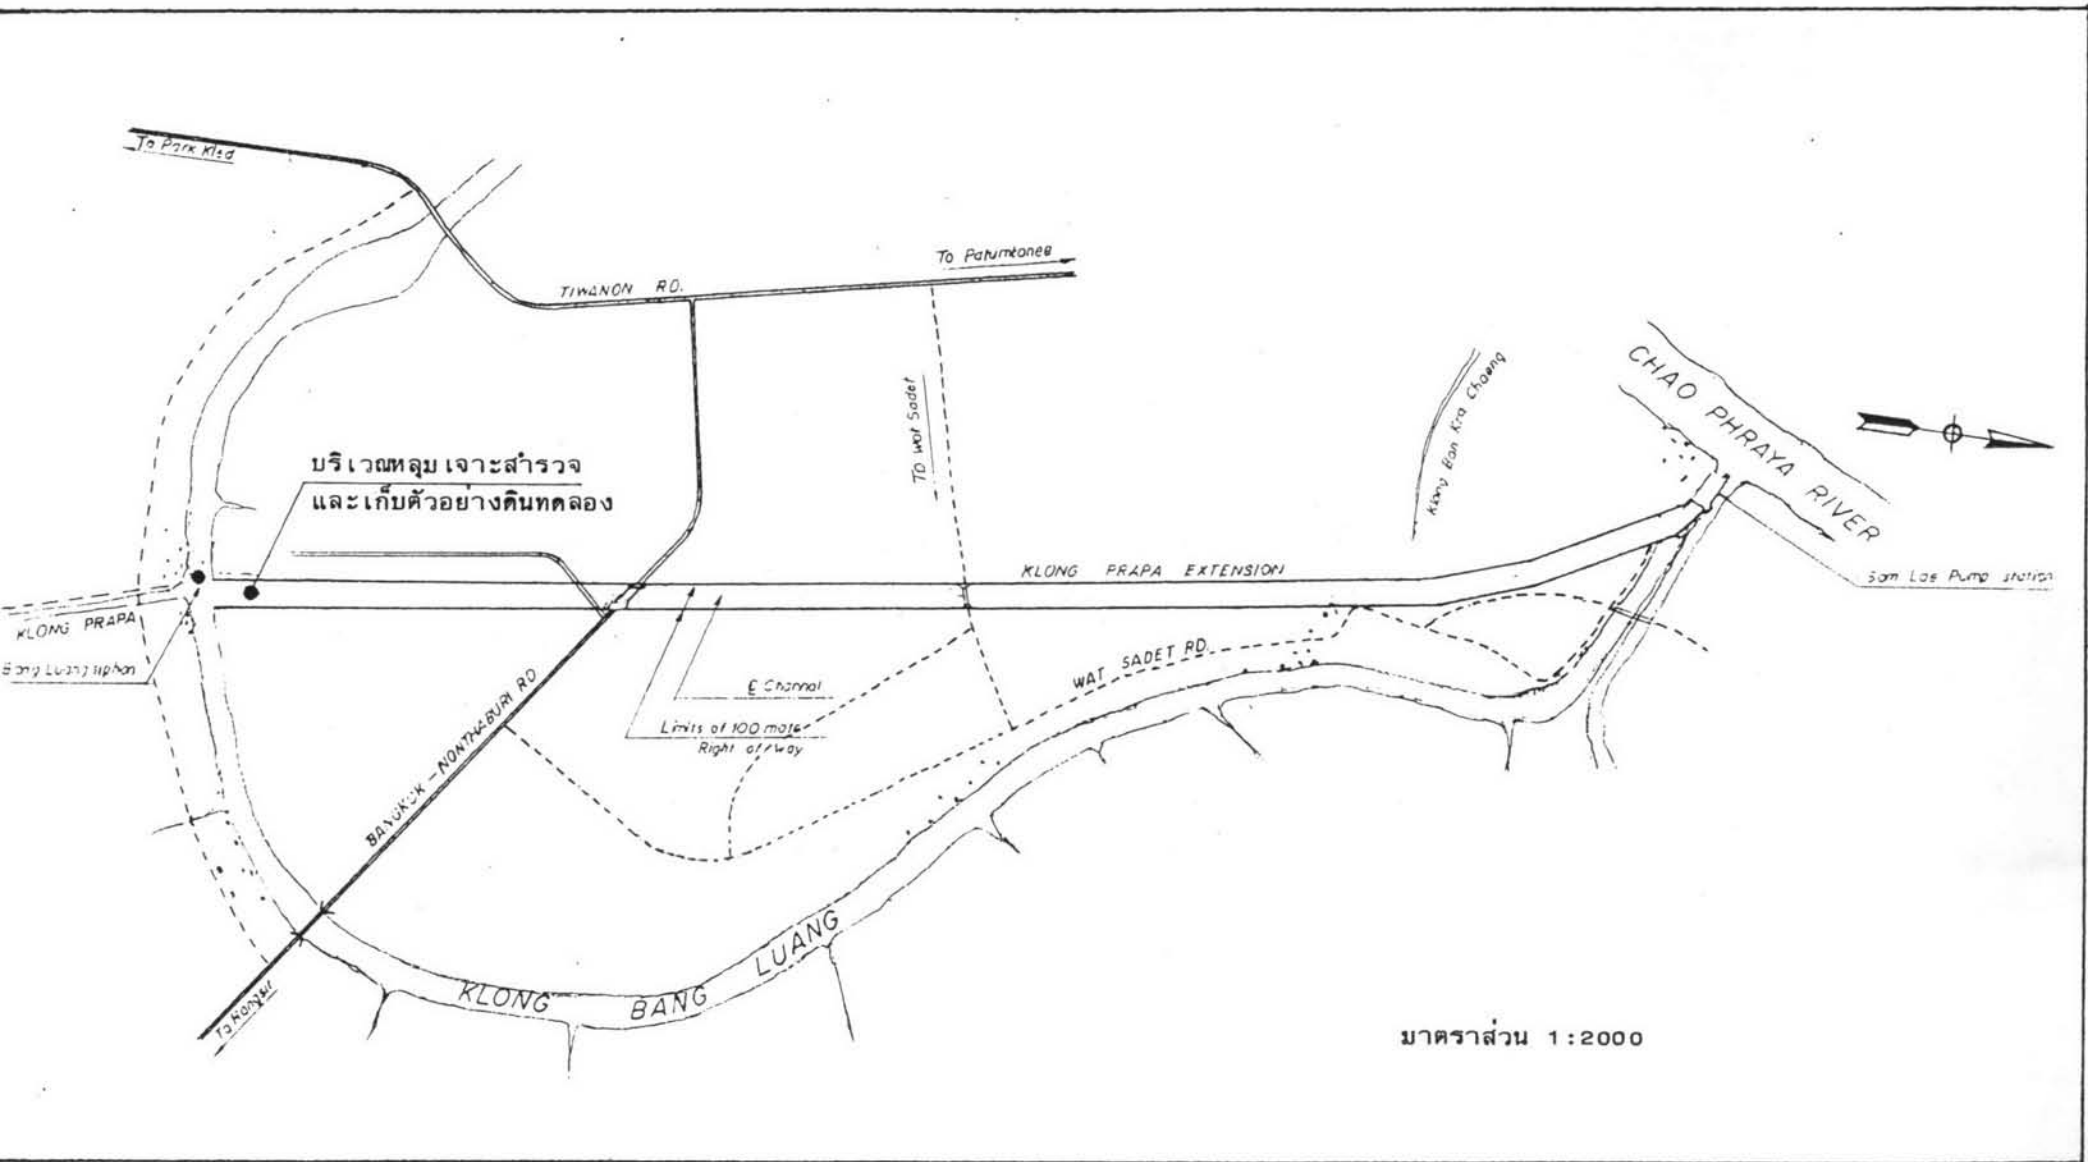 To Park Kled
To Patumtanee
TIWANON RD.
CHAO PHRAYA RIVER
Klong Ban Kra Chaeng
To Wat Sadet
บริเวณหลุมเจาะสำรวจ
และเก็บตัวอย่างดินทดลอง
KLONG PRAPA EXTENSION
Sam Lae Pump station
KLONG PRAPA
Bang Luang siphon
WAT SADET RD.
₠ Channel
Limits of 100 mate
Right of way
BANGKOK - NONTHABURI RD
KLONG BANG LUANG
To Rangsit
มาตราส่วน 1:2000